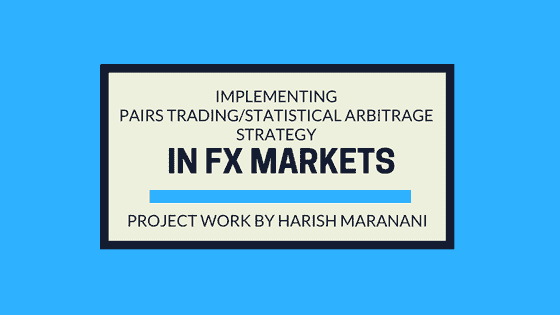 IMPLEMENTING
PAIRS TRADING/STATISTICAL ARBITRAGE
STRATEGY
IN FX MARKETS
PROJECT WORK BY HARISH MARANANI